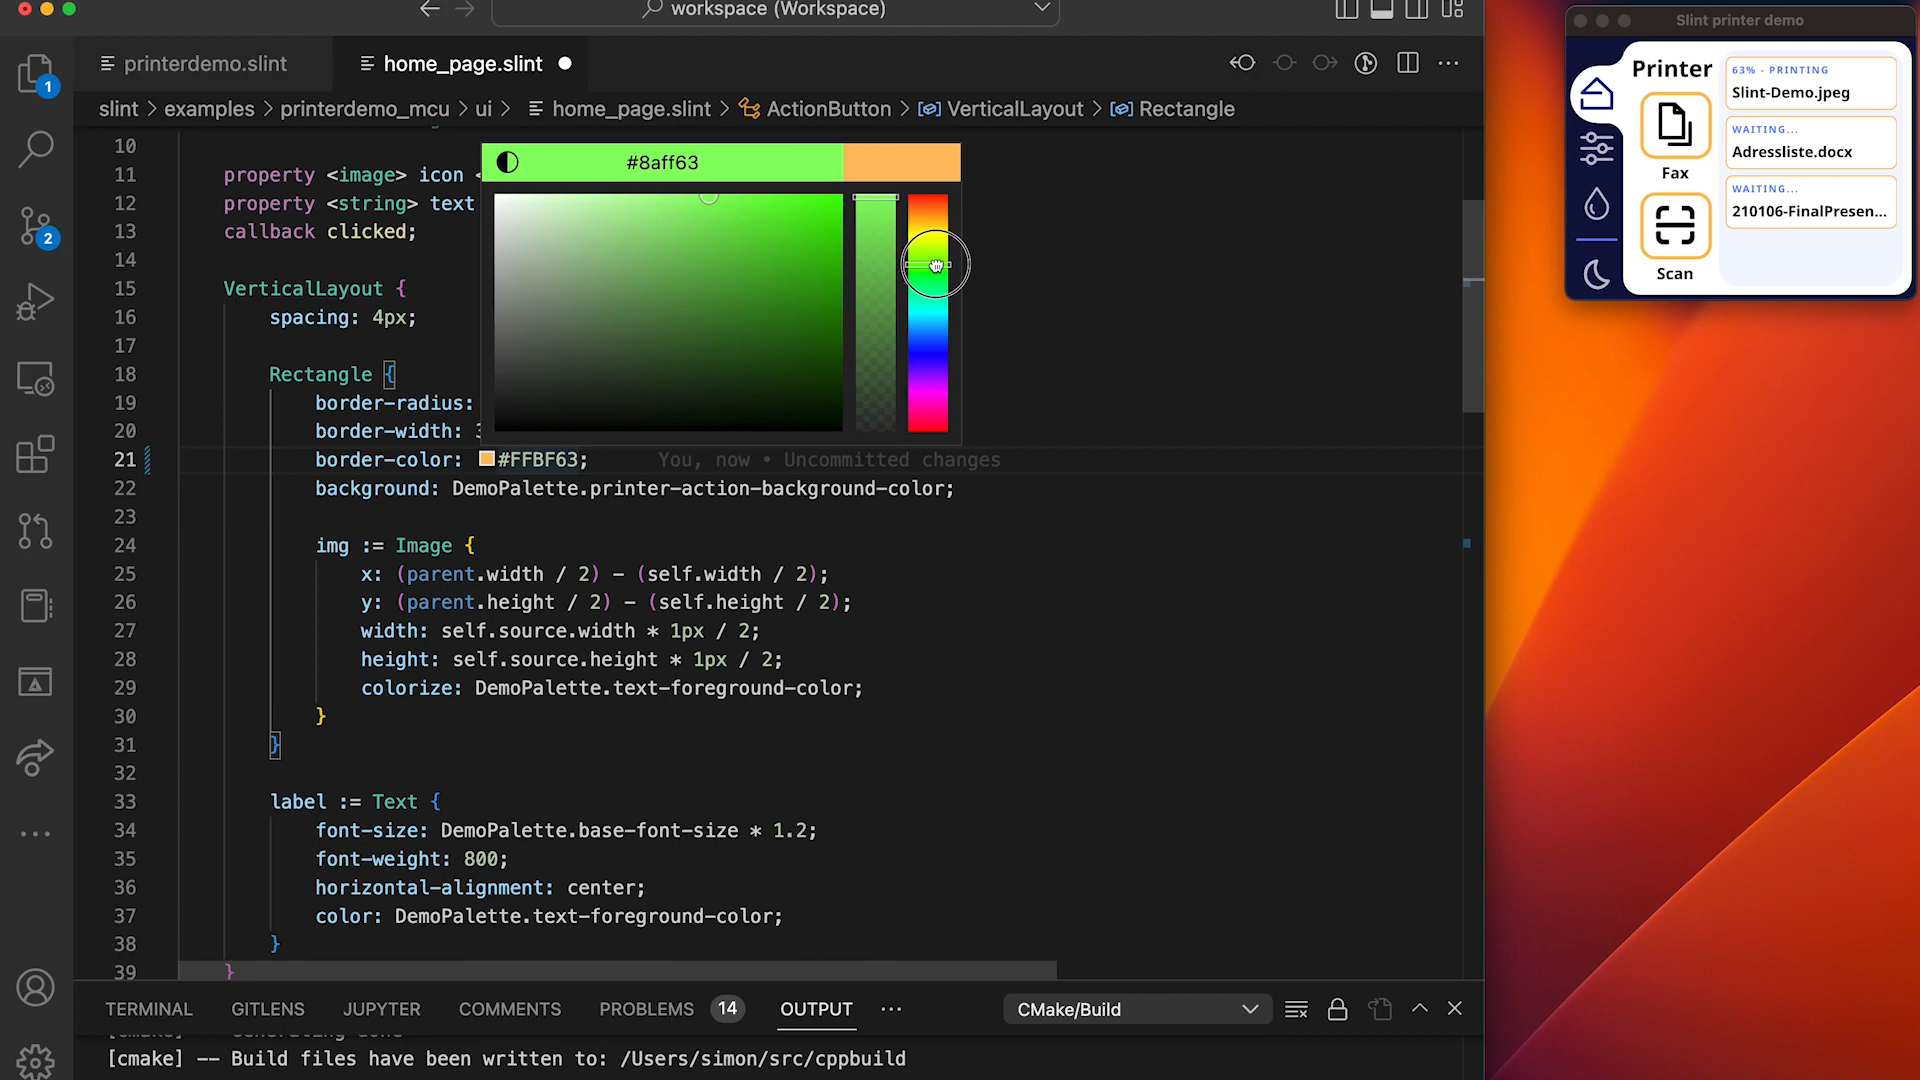 workspace (Workspace)
printerdemo.slint
home_page.slint
slint > examples > printerdemo_mcu > ui > home_page.slint > ActionButton > VerticalLayout > Rectangle
10
11 property <image> icon <
12 property <string> text
13 callback clicked;
14
15 VerticalLayout {
16 spacing: 4px;
17
18 Rectangle {
19 border-radius:
20 border-width: 3
21 border-color: #FFBF63; You, now • Uncommitted changes
22 background: DemoPalette.printer-action-background-color;
23
24 img := Image {
25 x: (parent.width / 2) - (self.width / 2);
26 y: (parent.height / 2) - (self.height / 2);
27 width: self.source.width * 1px / 2;
28 height: self.source.height * 1px / 2;
29 colorize: DemoPalette.text-foreground-color;
30 }
31 }
32
33 label := Text {
34 font-size: DemoPalette.base-font-size * 1.2;
35 font-weight: 800;
36 horizontal-alignment: center;
37 color: DemoPalette.text-foreground-color;
38 }
39 }
#8aff63
1
2
TERMINAL GITLENS JUPYTER COMMENTS PROBLEMS 14 OUTPUT
CMake/Build
[cmake] -- Generating done
[cmake] -- Build files have been written to: /Users/simon/src/cppbuild
Slint printer demo
Printer
Fax
Scan
63% - PRINTING
Slint-Demo.jpeg
WAITING...
Adressliste.docx
WAITING...
210106-FinalPresen...